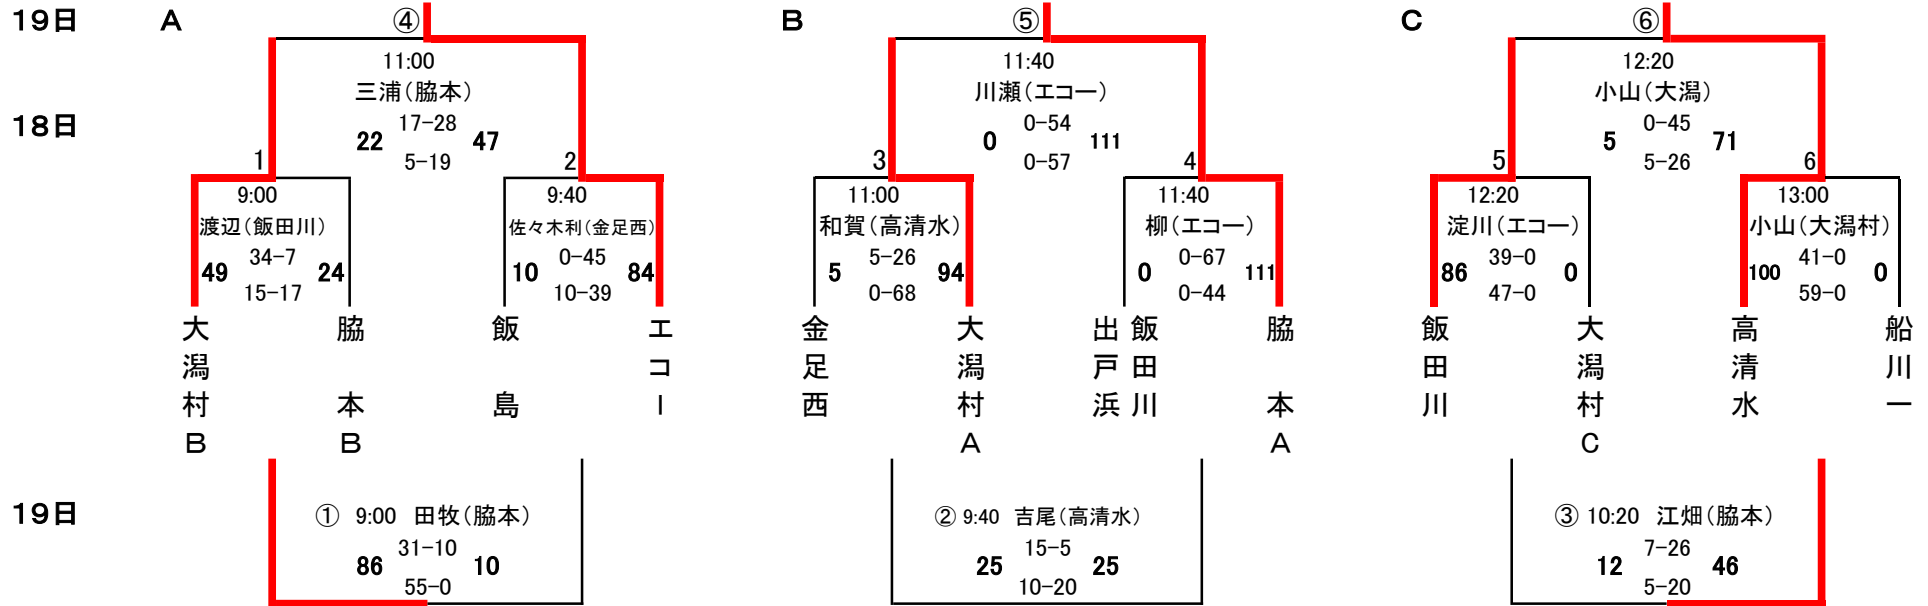 19日 A ④ B ⑤ C ⑥
11:00 11:40 12:20
三浦（脇本） 川瀬（エコー） 小山（大潟）
18日 17−28 0−54 0−45
22 47 0 111 5 71
5−19 0−57 5−26
1 2 3 4 5 6
9:00 9:40 11:00 11:40 12:20 13:00
渡辺（飯田川） 佐々木利（金足西） 和賀（高清水） 柳（エコー） 淀川（エコー） 小山（大潟村）
34−7 0−45 5−26 0−67 39−0 41−0
49 24 10 84 5 94 0 111 86 0 100 0
15−17 10−39 0−68 0−44 47−0 59−0
大潟村B
脇本B
飯島
エコー
金足西
大潟村A
出戸浜
飯田川
脇本A
飯田川
大潟村C
高清水
船川一
19日 ① 9:00 田牧（脇本） ② 9:40 吉尾（高清水） ③ 10:20 江畑（脇本）
31−10 15−5 7−26
86 10 25 25 12 46
55−0 10−20 5−20